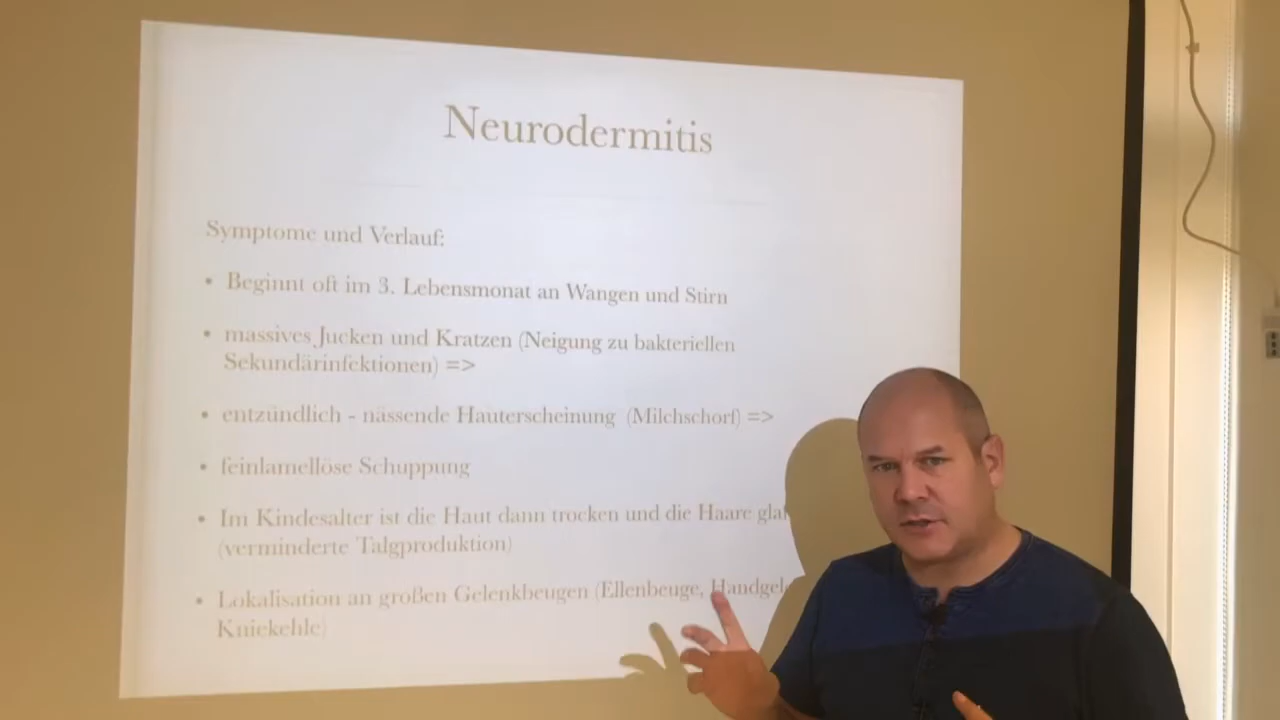 Neurodermitis
Symptome und Verlauf:
• Beginnt oft im 3. Lebensmonat an Wangen und Stirn
• massives Jucken und Kratzen (Neigung zu bakteriellen
Sekundärinfektionen) =>
• entzündlich - nässende Hauterscheinung (Milchschorf) =>
• feinlamellöse Schuppung
• Im Kindesalter ist die Haut dann trocken und die Haare
(verminderte Talgproduktion)
• Lokalisation an großen Gelenkbeugen (Ellenbeuge,
Kniekehle)